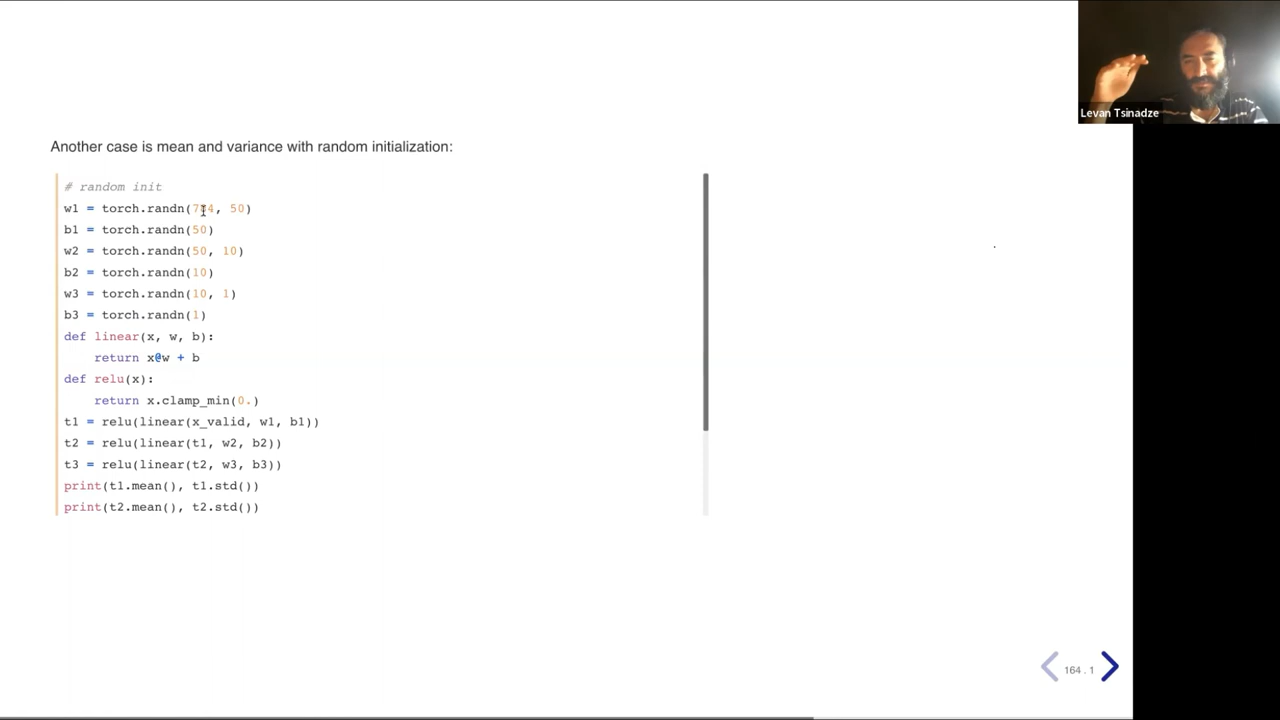 Levan Tsinadze
Another case is mean and variance with random initialization:
# random init
w1 = torch.randn(784, 50)
b1 = torch.randn(50)
w2 = torch.randn(50, 10)
b2 = torch.randn(10)
w3 = torch.randn(10, 1)
b3 = torch.randn(1)
def linear(x, w, b):
    return x@w + b
def relu(x):
    return x.clamp_min(0.)
t1 = relu(linear(x_valid, w1, b1))
t2 = relu(linear(t1, w2, b2))
t3 = relu(linear(t2, w3, b3))
print(t1.mean(), t1.std())
print(t2.mean(), t2.std())
164 . 1